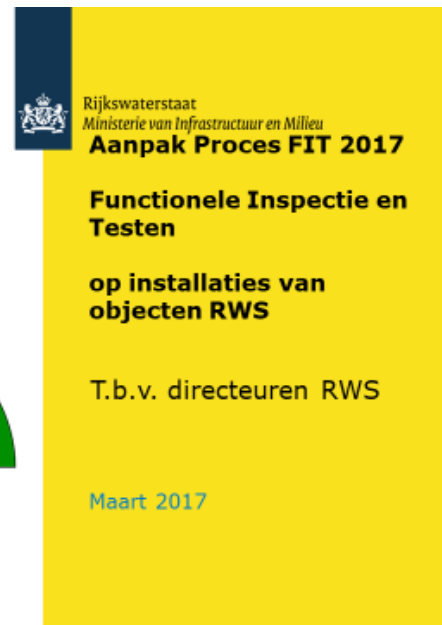 Rijkswaterstaat
Ministerie van Infrastructuur en Milieu
Aanpak Proces FIT 2017
Functionele Inspectie en
Testen
op installaties van
objecten RWS
T.b.v. directeuren RWS
Maart 2017